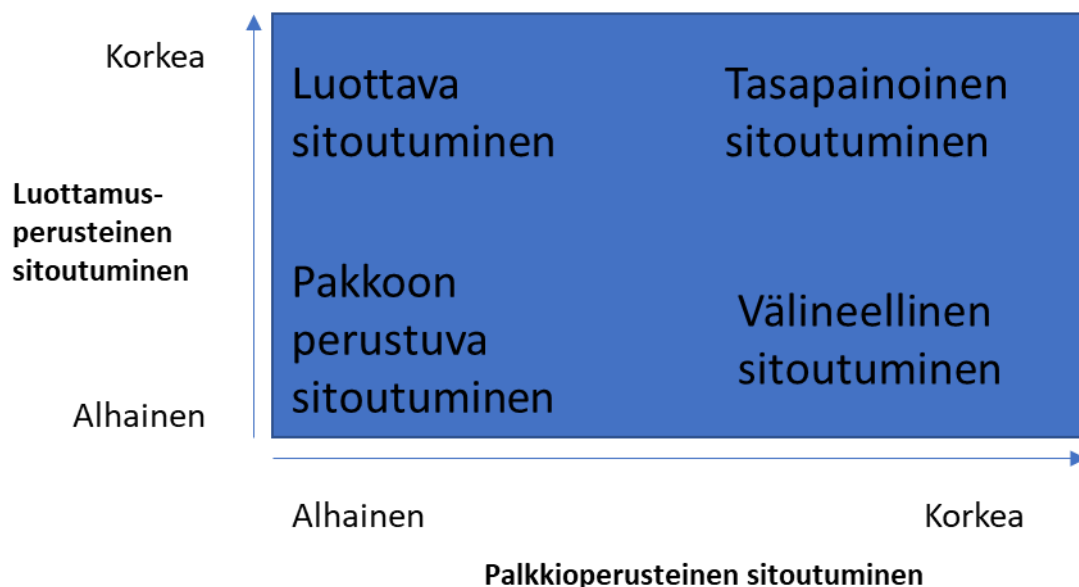 Korkea
Luottamus-
perusteinen
sitoutuminen
Alhainen
Luottava
sitoutuminen
Tasapainoinen
sitoutuminen
Pakkoon
perustuva
sitoutuminen
Välineellinen
sitoutuminen
Alhainen
Korkea
Palkkioperusteinen sitoutuminen